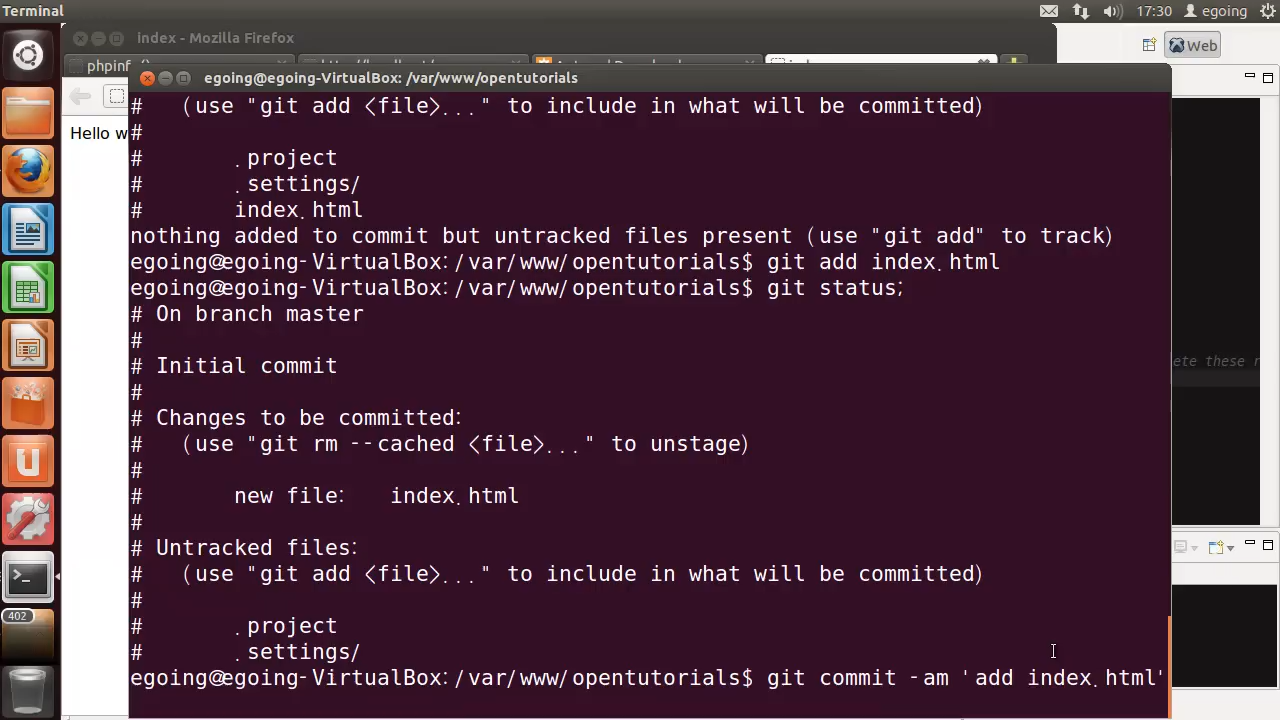 Terminal
17:30
egoing
index - Mozilla Firefox
Web
phpinf
egoing@egoing-VirtualBox: /var/www/opentutorials
Hello w
# (use "git add <file>..." to include in what will be committed)
#
# .project
# .settings/
# index.html
nothing added to commit but untracked files present (use "git add" to track)
egoing@egoing-VirtualBox:/var/www/opentutorials$ git add index.html
egoing@egoing-VirtualBox:/var/www/opentutorials$ git status;
# On branch master
#
# Initial commit
#
# Changes to be committed:
# (use "git rm --cached <file>..." to unstage)
#
# new file: index.html
#
# Untracked files:
# (use "git add <file>..." to include in what will be committed)
#
# .project
# .settings/
egoing@egoing-VirtualBox:/var/www/opentutorials$ git commit -am 'add index.html'
ete these r
402